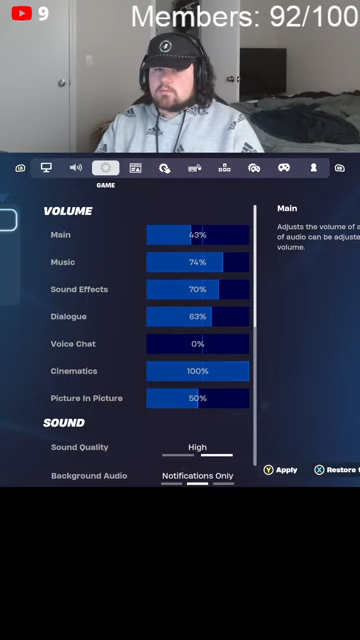 9
Members: 92/100
LB
RB
GAME
VOLUME
Main 43%
Music 74%
Sound Effects 70%
Dialogue 63%
Voice Chat 0%
Cinematics 100%
Picture In Picture 50%
SOUND
Sound Quality High
Background Audio Notifications Only
Main
Adjusts the volume of a
of audio can be adjuste
volume.
Y Apply
X Restore